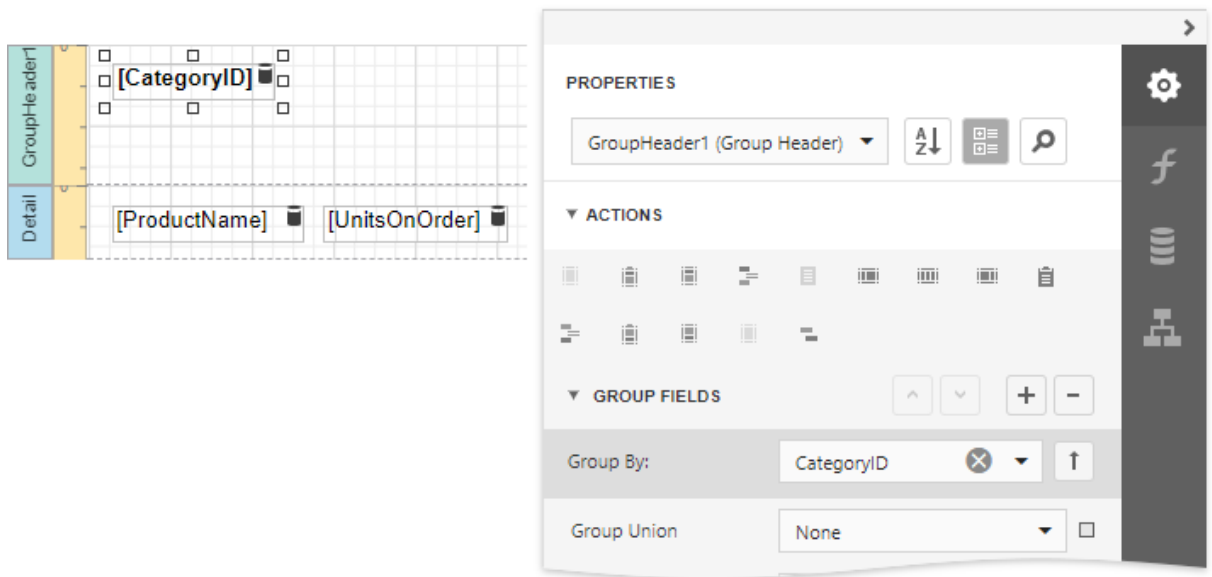 GroupHeader1
[CategoryID]
Detail
[ProductName] [UnitsOnOrder]
PROPERTIES
GroupHeader1 (Group Header)
A
Z
ACTIONS
GROUP FIELDS
Group By: CategoryID
Group Union None